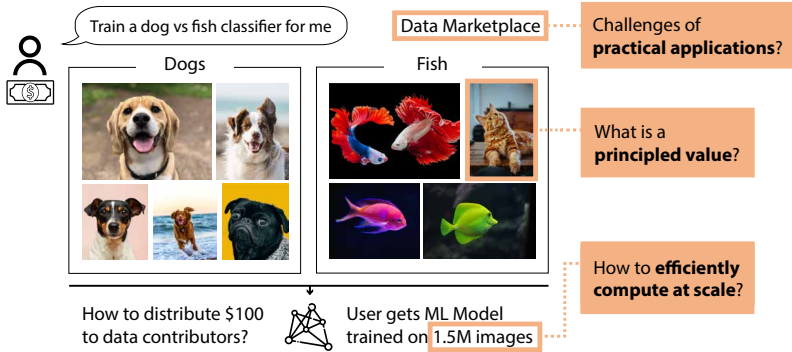 Train a dog vs fish classifier for me
Data Marketplace
Challenges of
practical applications?
Dogs
Fish
What is a
principled value?
How to efficiently
compute at scale?
How to distribute $100
to data contributors?
User gets ML Model
trained on 1.5M images
$